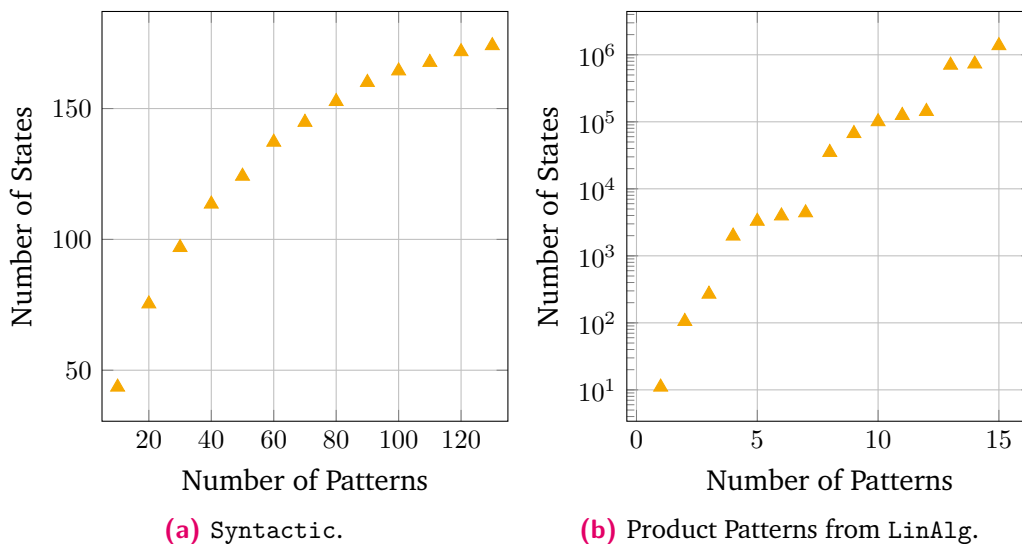 Number of States
150
100
50
20 40 60 80 100 120
Number of Patterns
(a) Syntactic.
Number of States
10^6
10^5
10^4
10^3
10^2
10^1
0 5 10 15
Number of Patterns
(b) Product Patterns from LinAlg.